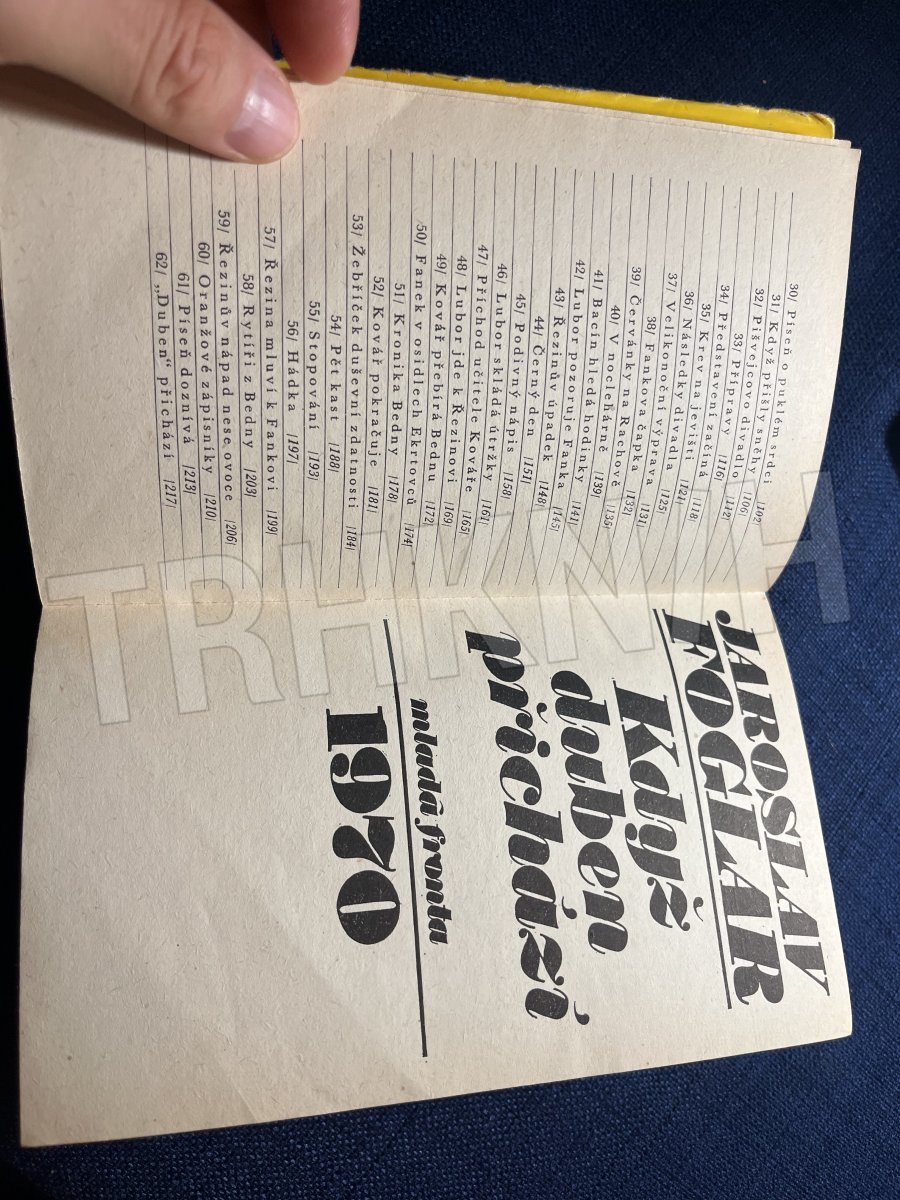 30/ Píseň o puklém srdci |102|
31/ Když přišly sněhy |106|
32/ Pišvejcovo divadlo |112|
33/ Přípravy |116|
34/ Představení začíná |118|
35/ Krev na jevišti |121|
36/ Následky divadla |125|
37/ Velikonoční výprava |131|
38/ Fankova čapka |132|
39/ Červánky na Rachově |135|
40/ V nocleňárně |139|
41/ Bacin hledá hodinky |141|
42/ Lubor pozoruje Fanka |145|
43/ Řezinův úpadek |148|
44/ Černý den |151|
45/ Podivný nápis |158|
46/ Lubor skládá útržky |161|
47/ Příchod učitele Kováře |165|
48/ Lubor jde k Řezinovi |169|
49/ Kovář přebírá Bednu |172|
50/ Fanek v osidlech Ekrtovců |174|
51/ Kronika Bedny |178|
52/ Kovář pokračuje |181|
53/ Žebříček duševní zdatnosti |184|
54/ Pět kast |188|
55/ Stopování |193|
56/ Hádka |197|
57/ Řezina mluví k Fankovi |199|
58/ Rytíři z Bedny |203|
59/ Řezinův nápad nese ovoce |206|
60/ Oranžové zápisníky |210|
61/ Píseň doznívá |213|
62/ „Duben“ přichází |217|
JAROSLAV
FOGLAR
Když
duben
přichází
mladá fronta
1970
TRHKNIH